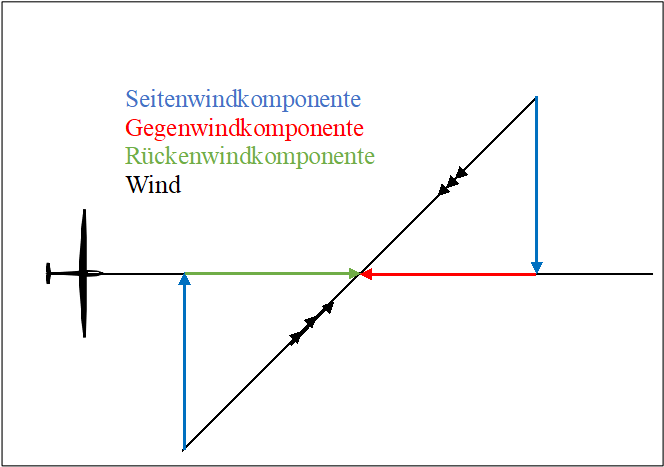 Seitenwindkomponente
Gegenwindkomponente
Rückenwindkomponente
Wind